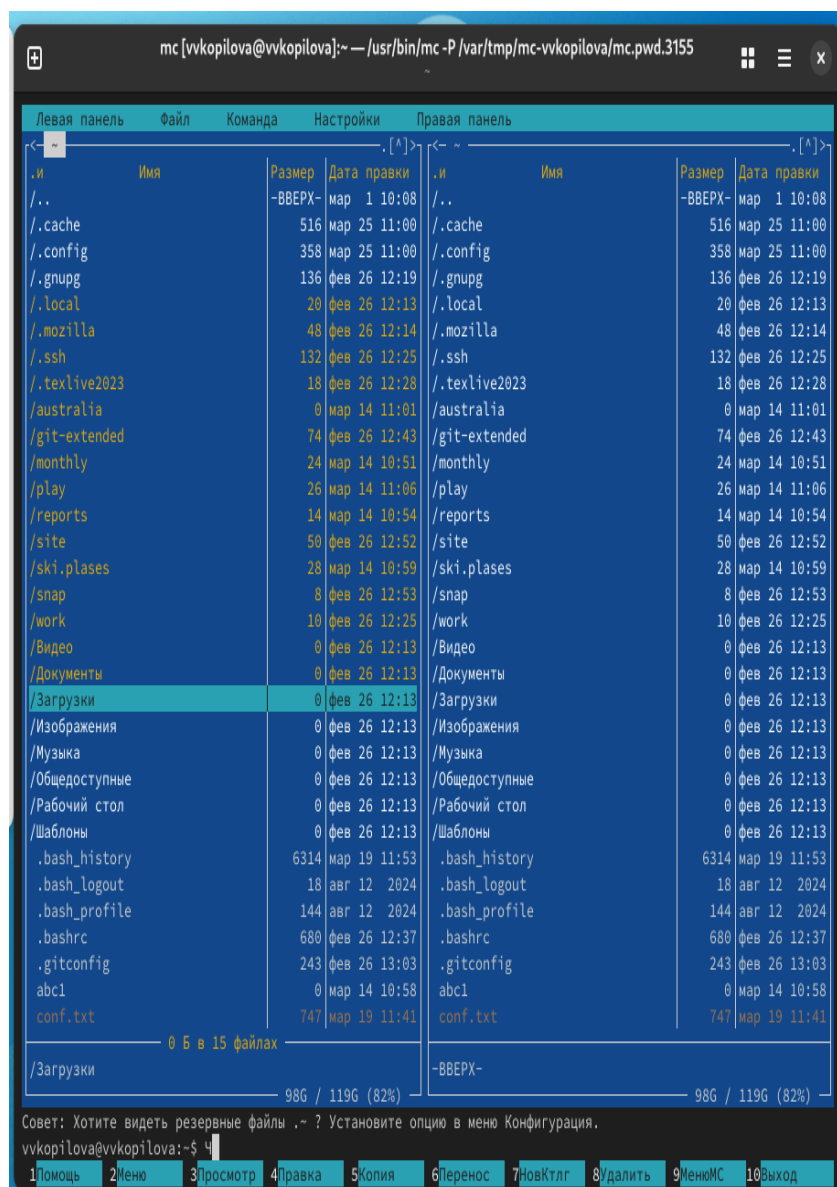 mc [vvkopilova@vvkopilova]:~ — /usr/bin/mc -P /var/tmp/mc-vvkopilova/mc.pwd.3155
~
Левая панель Файл Команда Настройки Правая панель
<- ~ .[^]> <- ~ .[^]>
.и Имя Размер Дата правки .и Имя Размер Дата правки
/.. -ВВЕРХ- мар 1 10:08 /.. -ВВЕРХ- мар 1 10:08
/.cache 516 мар 25 11:00 /.cache 516 мар 25 11:00
/.config 358 мар 25 11:00 /.config 358 мар 25 11:00
/.gnupg 136 фев 26 12:19 /.gnupg 136 фев 26 12:19
/.local 20 фев 26 12:13 /.local 20 фев 26 12:13
/.mozilla 48 фев 26 12:14 /.mozilla 48 фев 26 12:14
/.ssh 132 фев 26 12:25 /.ssh 132 фев 26 12:25
/.texlive2023 18 фев 26 12:28 /.texlive2023 18 фев 26 12:28
/australia 0 мар 14 11:01 /australia 0 мар 14 11:01
/git-extended 74 фев 26 12:43 /git-extended 74 фев 26 12:43
/monthly 24 мар 14 10:51 /monthly 24 мар 14 10:51
/play 26 мар 14 11:06 /play 26 мар 14 11:06
/reports 14 мар 14 10:54 /reports 14 мар 14 10:54
/site 50 фев 26 12:52 /site 50 фев 26 12:52
/ski.plases 28 мар 14 10:59 /ski.plases 28 мар 14 10:59
/snap 8 фев 26 12:53 /snap 8 фев 26 12:53
/work 10 фев 26 12:25 /work 10 фев 26 12:25
/Видео 0 фев 26 12:13 /Видео 0 фев 26 12:13
/Документы 0 фев 26 12:13 /Документы 0 фев 26 12:13
/Загрузки 0 фев 26 12:13 /Загрузки 0 фев 26 12:13
/Изображения 0 фев 26 12:13 /Изображения 0 фев 26 12:13
/Музыка 0 фев 26 12:13 /Музыка 0 фев 26 12:13
/Общедоступные 0 фев 26 12:13 /Общедоступные 0 фев 26 12:13
/Рабочий стол 0 фев 26 12:13 /Рабочий стол 0 фев 26 12:13
/Шаблоны 0 фев 26 12:13 /Шаблоны 0 фев 26 12:13
.bash_history 6314 мар 19 11:53 .bash_history 6314 мар 19 11:53
.bash_logout 18 авг 12 2024 .bash_logout 18 авг 12 2024
.bash_profile 144 авг 12 2024 .bash_profile 144 авг 12 2024
.bashrc 680 фев 26 12:37 .bashrc 680 фев 26 12:37
.gitconfig 243 фев 26 13:03 .gitconfig 243 фев 26 13:03
abc1 0 мар 14 10:58 abc1 0 мар 14 10:58
conf.txt 747 мар 19 11:41 conf.txt 747 мар 19 11:41
0 Б в 15 файлах
/Загрузки -ВВЕРХ-
98G / 119G (82%) 98G / 119G (82%)
Совет: Хотите видеть резервные файлы .~ ? Установите опцию в меню Конфигурация.
vvkopilova@vvkopilova:~$ Ч
1Помощь 2Меню 3Просмотр 4Правка 5Копия 6Перенос 7НовКтлг 8Удалить 9МенюМС 10Выход